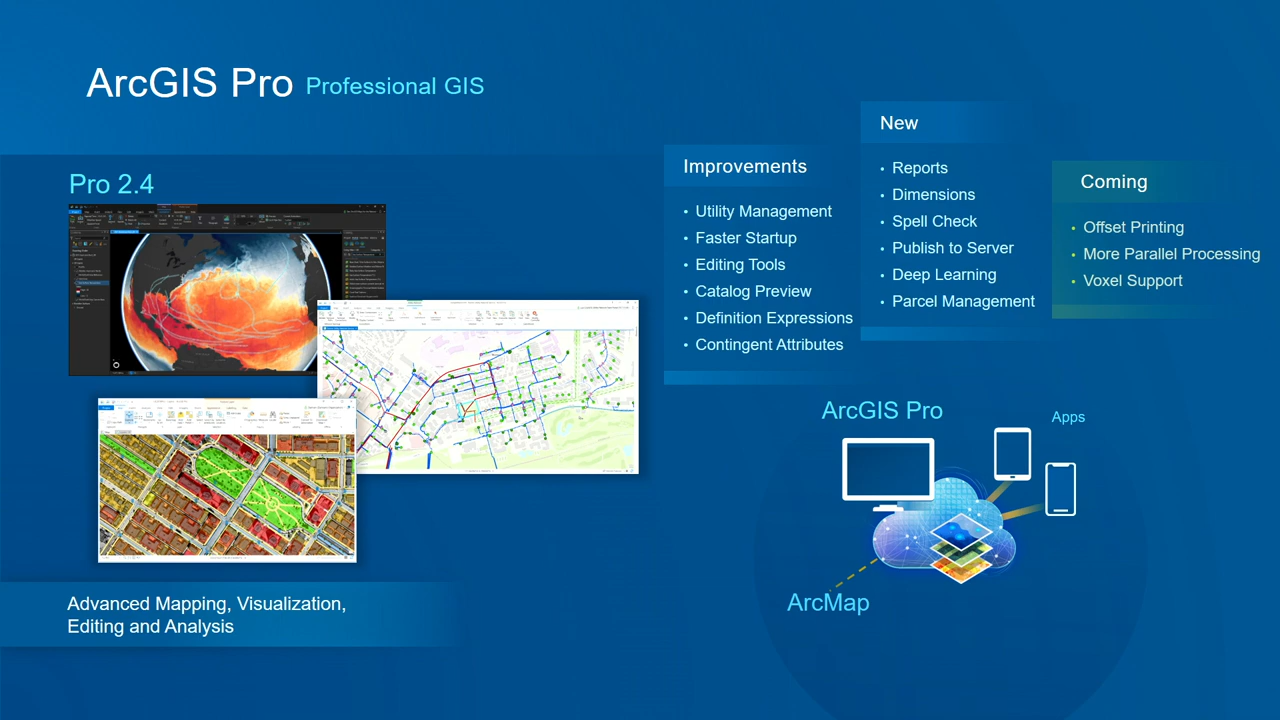 ArcGIS Pro Professional GIS
Pro 2.4
Advanced Mapping, Visualization,
Editing and Analysis
Improvements
• Utility Management
• Faster Startup
• Editing Tools
• Catalog Preview
• Definition Expressions
• Contingent Attributes
New
• Reports
• Dimensions
• Spell Check
• Publish to Server
• Deep Learning
• Parcel Management
Coming
• Offset Printing
• More Parallel Processing
• Voxel Support
ArcGIS Pro
Apps
ArcMap